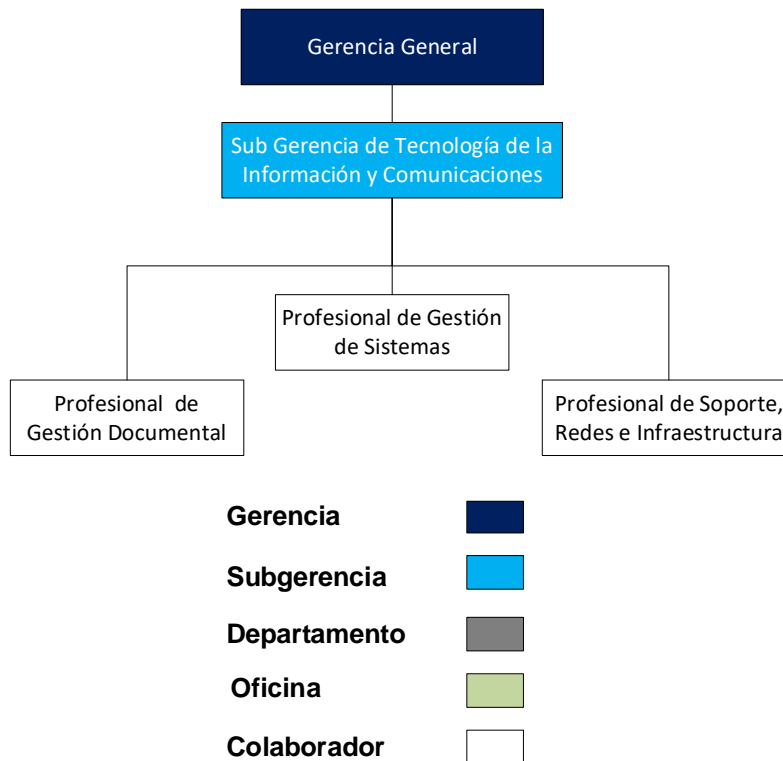 Gerencia General
Sub Gerencia de Tecnología de la
Información y Comunicaciones
Profesional de Gestión
de Sistemas
Profesional de
Gestión Documental
Profesional de Soporte,
Redes e Infraestructura
Gerencia
Subgerencia
Departamento
Oficina
Colaborador